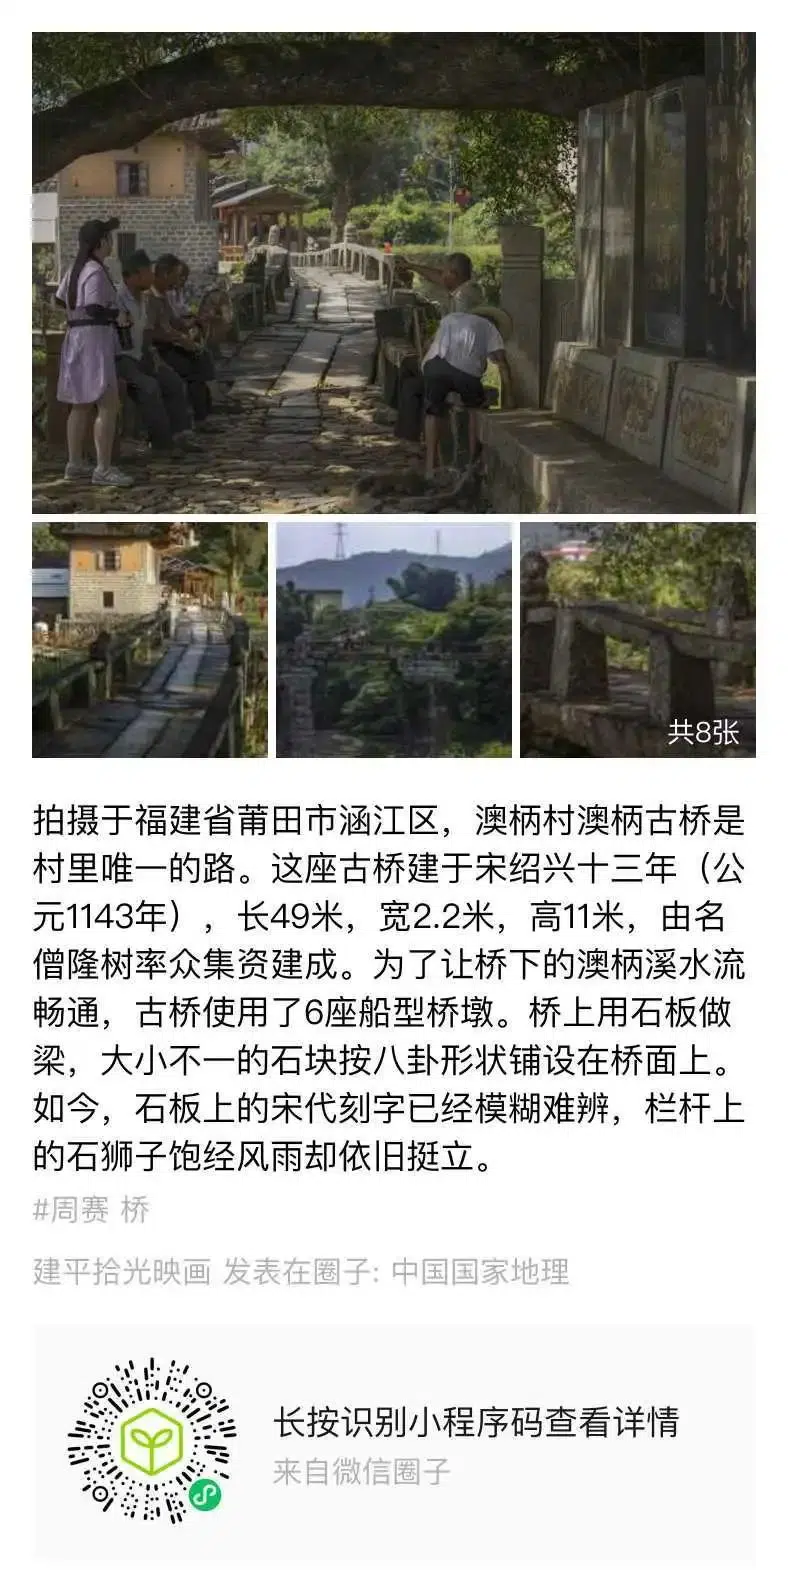 共8张
拍摄于福建省莆田市涵江区，澳柄村澳柄古桥是
村里唯一的路。这座古桥建于宋绍兴十三年（公
元1143年），长49米，宽2.2米，高11米，由名
僧隆树率众集资建成。为了让桥下的澳柄溪水流
畅通，古桥使用了6座船型桥墩。桥上用石板做
梁，大小不一的石块按八卦形状铺设在桥面上。
如今，石板上的宋代刻字已经模糊难辨，栏杆上
的石狮子饱经风雨却依旧挺立。
#周赛 桥
建平拾光映画 发表在圈子: 中国国家地理
长按识别小程序码查看详情
来自微信圈子